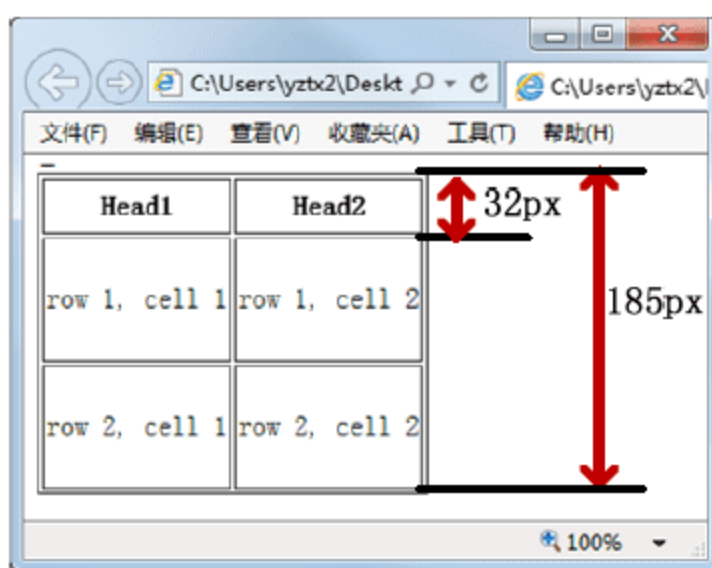 C:\Users\yztx2\Deskt
C:\Users\yztx2\
文件(F) 编辑(E) 查看(V) 收藏夹(A) 工具(T) 帮助(H)
Head1 Head2
32px
row 1, cell 1 row 1, cell 2
185px
row 2, cell 1 row 2, cell 2
100%